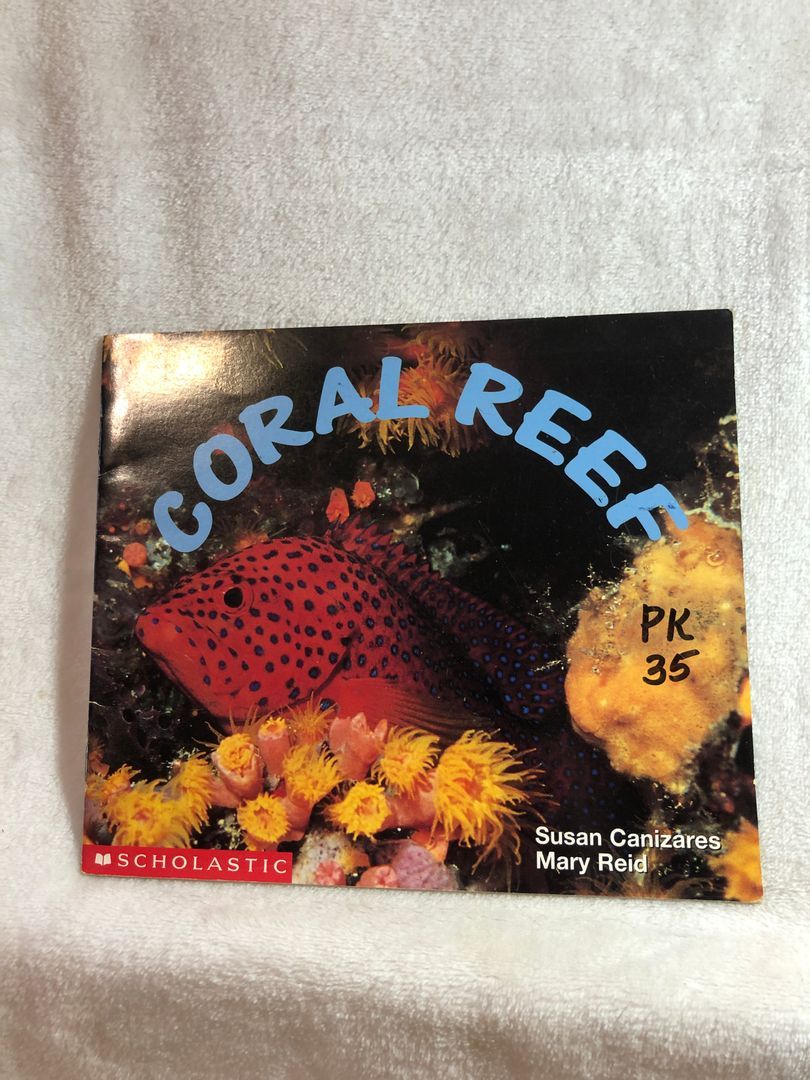 CORAL REEF
PK
35
Susan Canizares
Mary Reid
SCHOLASTIC